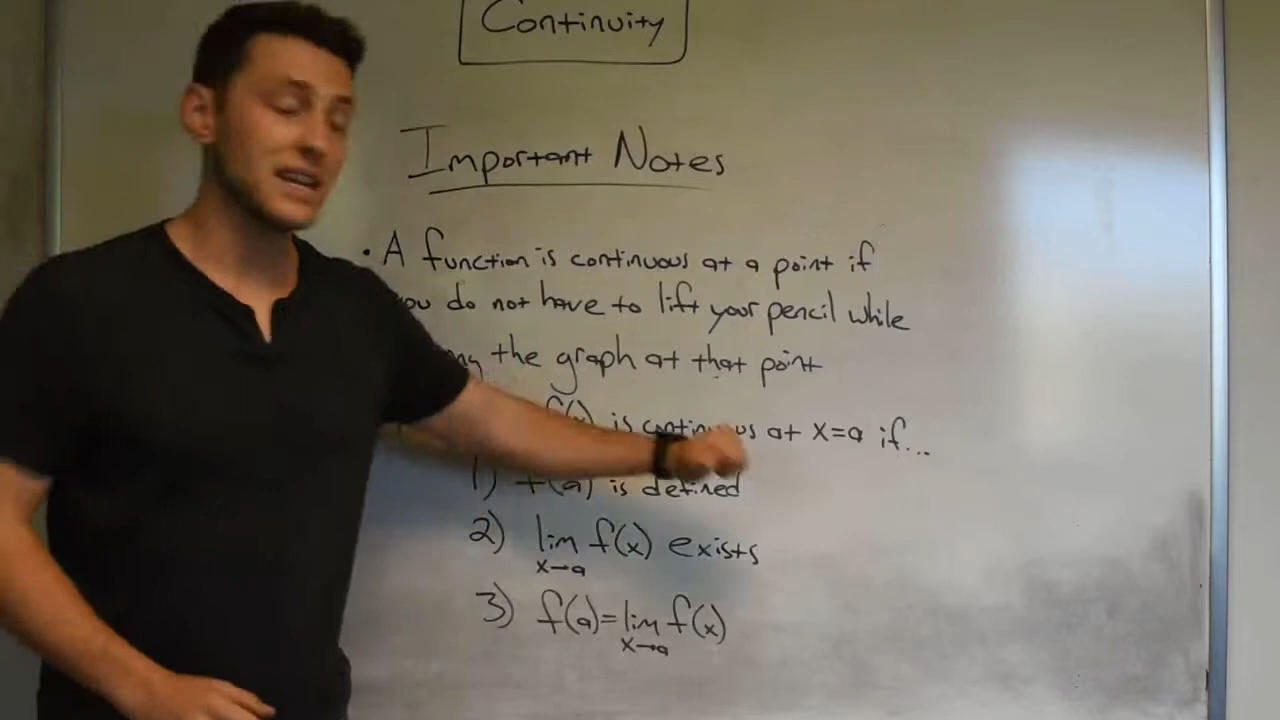 Continuity
Important Notes
• A function is continuous at a point if
you do not have to lift your pencil while
the graph at that point
f(x) is continuous at x=a if...
1) f(a) is defined
2) lim f(x) exists
x→a
3) f(a)=lim f(x)
x→a